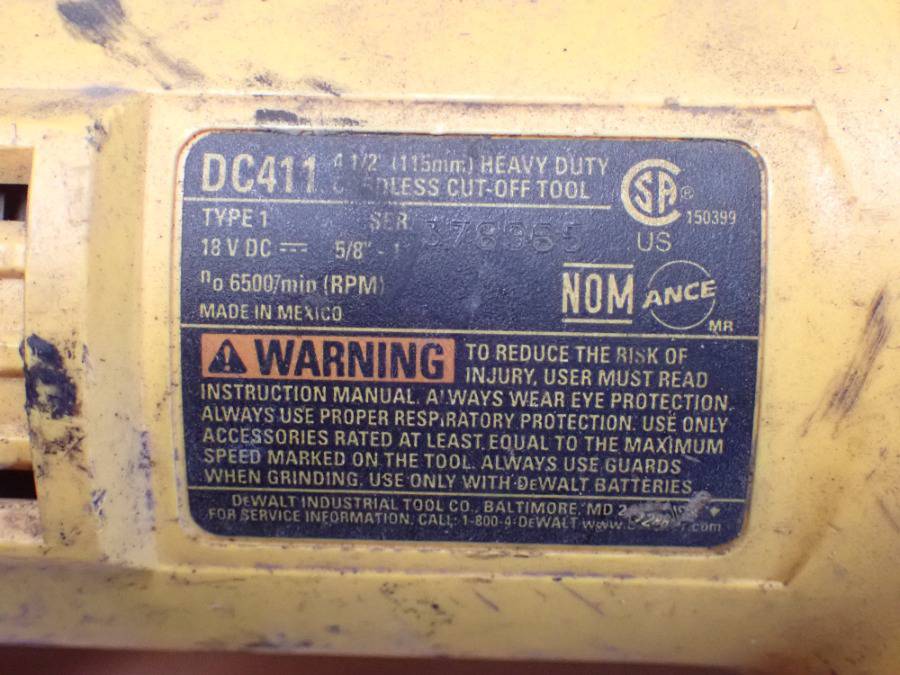 DC411 4 1/2" (115mm) HEAVY DUTY
CUT-OFF TOOL
TYPE 1 SER. 378965
18 V DC 5/8" -
no 6500/min (RPM)
MADE IN MEXICO
SA ®
150399
US
NOM ANCE
MR
WARNING TO REDUCE THE RISK OF
INJURY, USER MUST READ
INSTRUCTION MANUAL. ALWAYS WEAR EYE PROTECTION.
ALWAYS USE PROPER RESPIRATORY PROTECTION. USE ONLY
ACCESSORIES RATED AT LEAST EQUAL TO THE MAXIMUM
SPEED MARKED ON THE TOOL. ALWAYS USE GUARDS
WHEN GRINDING. USE ONLY WITH DEWALT BATTERIES
DEWALT INDUSTRIAL TOOL CO., BALTIMORE, MD
FOR SERVICE INFORMATION, CALL: 1-800-4-DEWALT